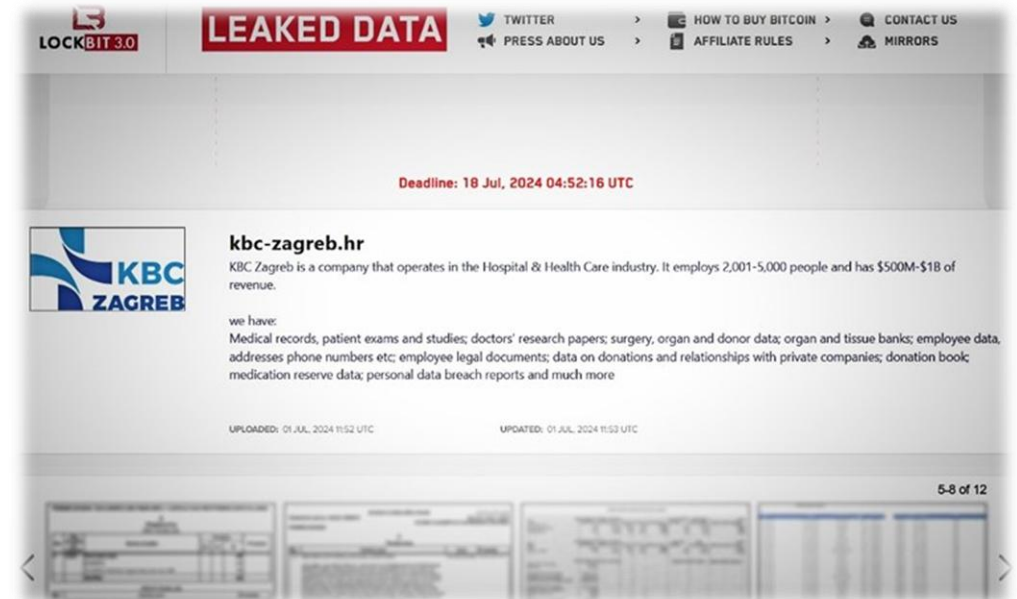 LOCKBIT 3.0
LEAKED DATA
TWITTER >
PRESS ABOUT US >
HOW TO BUY BITCOIN >
AFFILIATE RULES >
CONTACT US
MIRRORS
Deadline: 18 Jul, 2024 04:52:16 UTC
KBC
ZAGREB
kbc-zagreb.hr
KBC Zagreb is a company that operates in the Hospital & Health Care industry. It employs 2,001-5,000 people and has $500M-$1B of
revenue.
we have:
Medical records, patient exams and studies; doctors' research papers; surgery, organ and donor data; organ and tissue banks; employee data,
addresses phone numbers etc; employee legal documents; data on donations and relationships with private companies; donation book;
medication reserve data; personal data breach reports and much more
UPLOADED: 01 JUL, 2024 11:52 UTC
UPDATED: 01 JUL, 2024 11:53 UTC
5-8 of 12